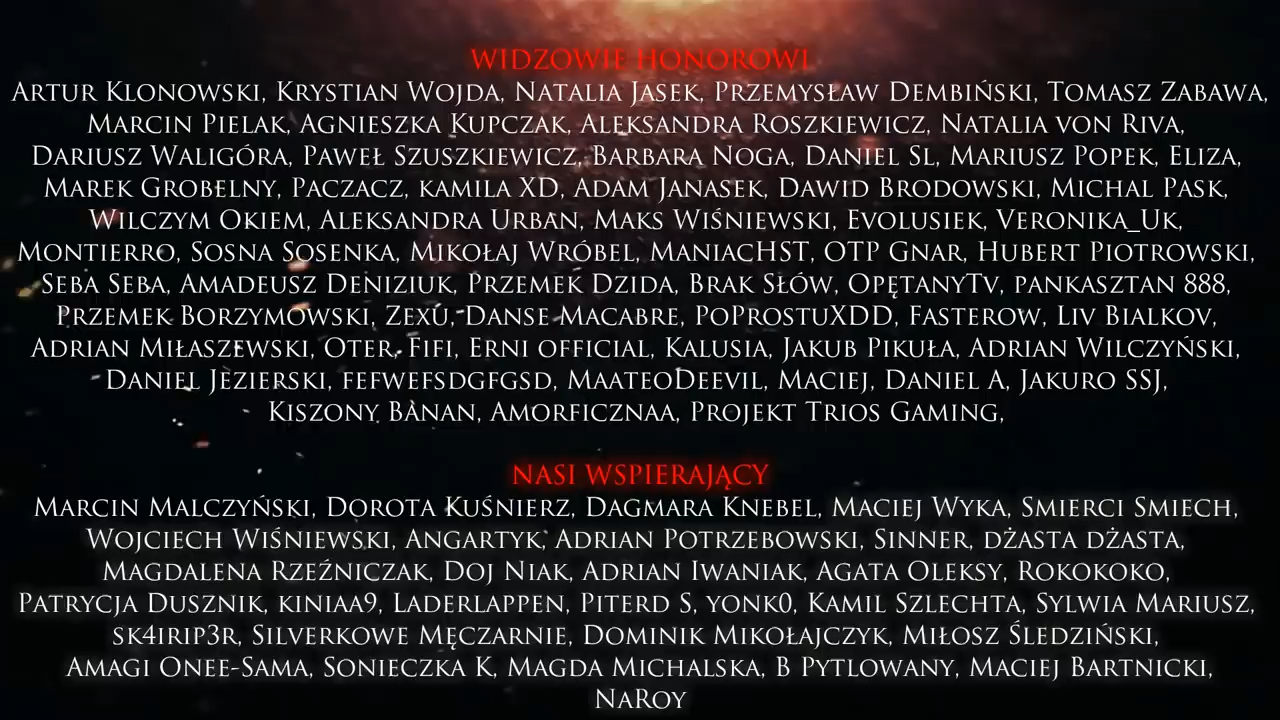 WIDZOWIE HONOROWI
ARTUR KLONOWSKI, KRYSTIAN WOJDA, NATALIA JASEK, PRZEMYSŁAW DEMBIŃSKI, TOMASZ ZABAWA,
MARCIN PIELAK, AGNIESZKA KUPCZAK, ALEKSANDRA ROSZKIEWICZ, NATALIA VON RIVA,
DARIUSZ WALIGÓRA, PAWEŁ SZUSZKIEWICZ, BARBARA NOGA, DANIEL SL, MARIUSZ POPEK, ELIZA,
MAREK GROBELNY, PACZACZ, KAMILA XD, ADAM JANASEK, DAWID BRODOWSKI, MICHAL PASK,
WILCZYM OKIEM, ALEKSANDRA URBAN, MAKS WIŚNIEWSKI, EVOLUSIEK, VERONIKA_UK,
MONTIERRO, SOSNA SOSENKA, MIKOŁAJ WRÓBEL, MANIACHST, OTP GNAR, HUBERT PIOTROWSKI,
SEBA SEBA, AMADEUSZ DENIZIUK, PRZEMEK DZIDA, BRAK SŁÓW, OPĘTANYTV, PANKASZTAN 888,
PRZEMEK BORZYMOWSKI, ZEXÚ, DANSE MACABRE, POPROSTUXDD, FASTEROW, LIV BIALKOV,
ADRIAN MIŁASZEWSKI, OTER, FIFI, ERNI OFFICIAL, KALUSIA, JAKUB PIKUŁA, ADRIAN WILCZYŃSKI,
DANIEL JEZIERSKI, FEFWEFSDGFGSD, MAATEODEEVIL, MACIEJ, DANIEL A, JAKURO SSJ,
KISZONY BANAN, AMORFICZNAA, PROJEKT TRIOS GAMING,
NASI WSPIERAJĄCY
MARCIN MALCZYŃSKI, DOROTA KUŚNIERZ, DAGMARA KNEBEL, MACIEJ WYKA, SMIERCI SMIECH,
WOJCIECH WIŚNIEWSKI, ANGARTYK, ADRIAN POTRZEBOWSKI, SINNER, DŻASTA DŻASTA,
MAGDALENA RZEŹNICZAK, DOJ NIAK, ADRIAN IWANIAK, AGATA OLEKSY, ROKOKOKO,
PATRYCJA DUSZNIK, KINIAA9, LADERLAPPEN, PITERD S, YONK0, KAMIL SZLECHTA, SYLWIA MARIUSZ,
SK4IRIP3R, SILVERKOWE MĘCZARNIE, DOMINIK MIKOŁAJCZYK, MIŁOSZ ŚLEDZIŃSKI,
AMAGI ONEE-SAMA, SONIECZKA K, MAGDA MICHALSKA, B PYTLOWANY, MACIEJ BARTNICKI,
NAROY